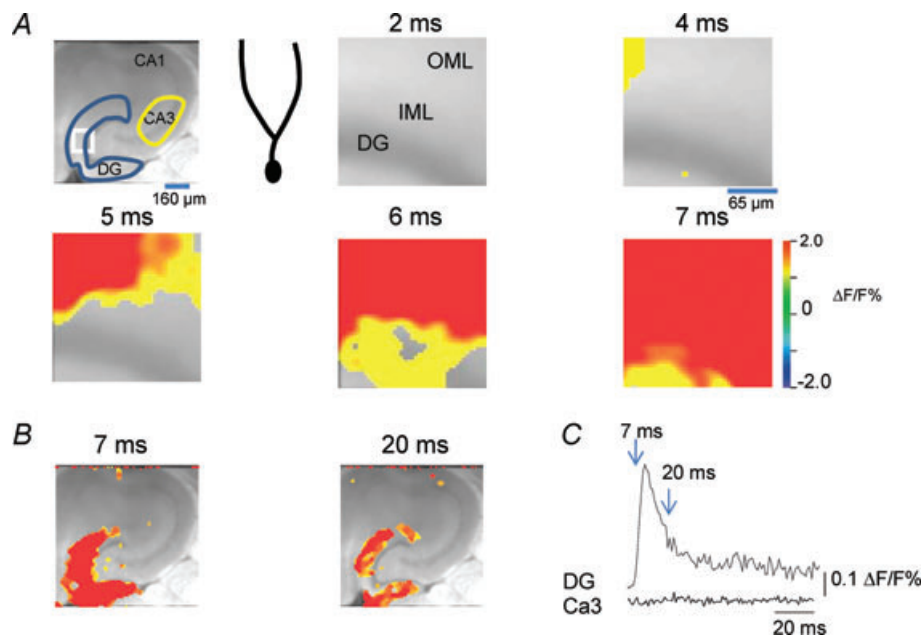 A
2 ms
4 ms
CA1
CA3
DG
160 µm
OML
IML
DG
65 µm
5 ms
6 ms
7 ms
2.0
0
-2.0
ΔF/F%
B
7 ms
20 ms
C
7 ms
20 ms
DG
Ca3
0.1 ΔF/F%
20 ms